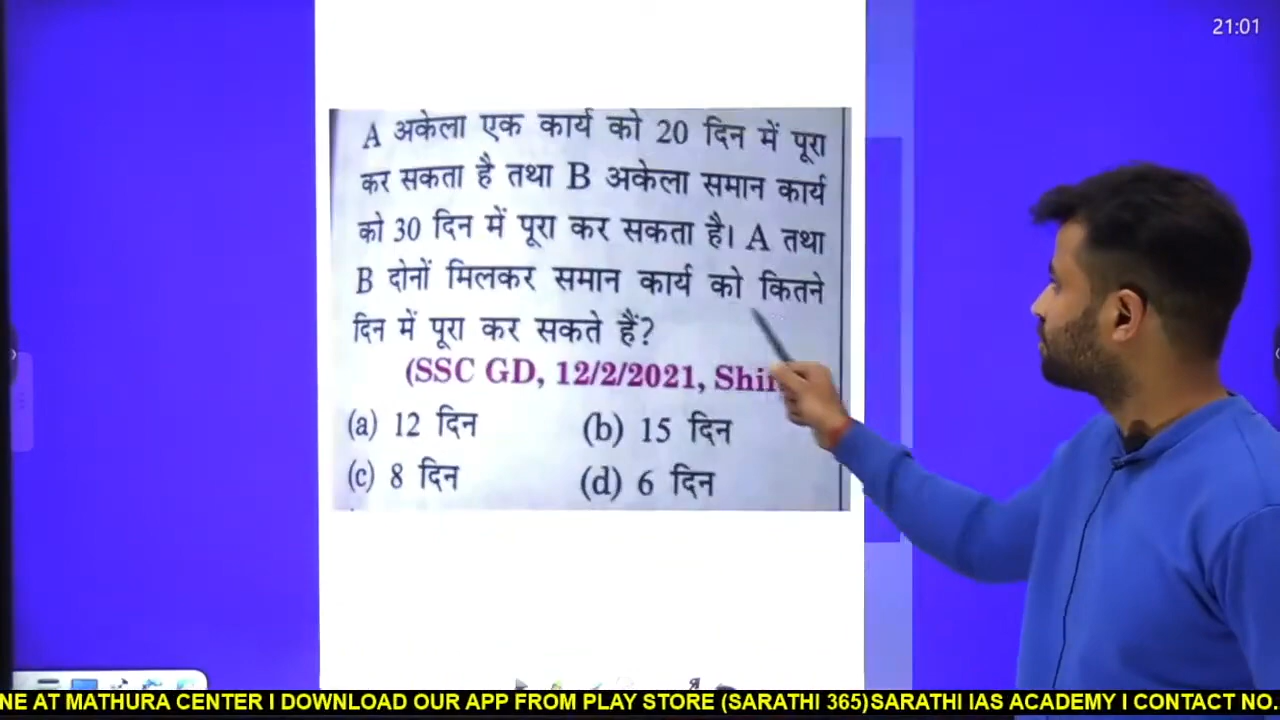 21:01
A अकेला एक कार्य को 20 दिन में पूरा
कर सकता है तथा B अकेला समान कार्य
को 30 दिन में पूरा कर सकता है। A तथा
B दोनों मिलकर समान कार्य को कितने
दिन में पूरा कर सकते हैं?
(SSC GD, 12/2/2021,
(a) 12 दिन (b) 15 दिन
(c) 8 दिन (d) 6 दिन
NE AT MATHURA CENTER I DOWNLOAD OUR APP FROM PLAY STORE (SARATHI 365)SARATHI IAS ACADEMY I CONTACT NO.